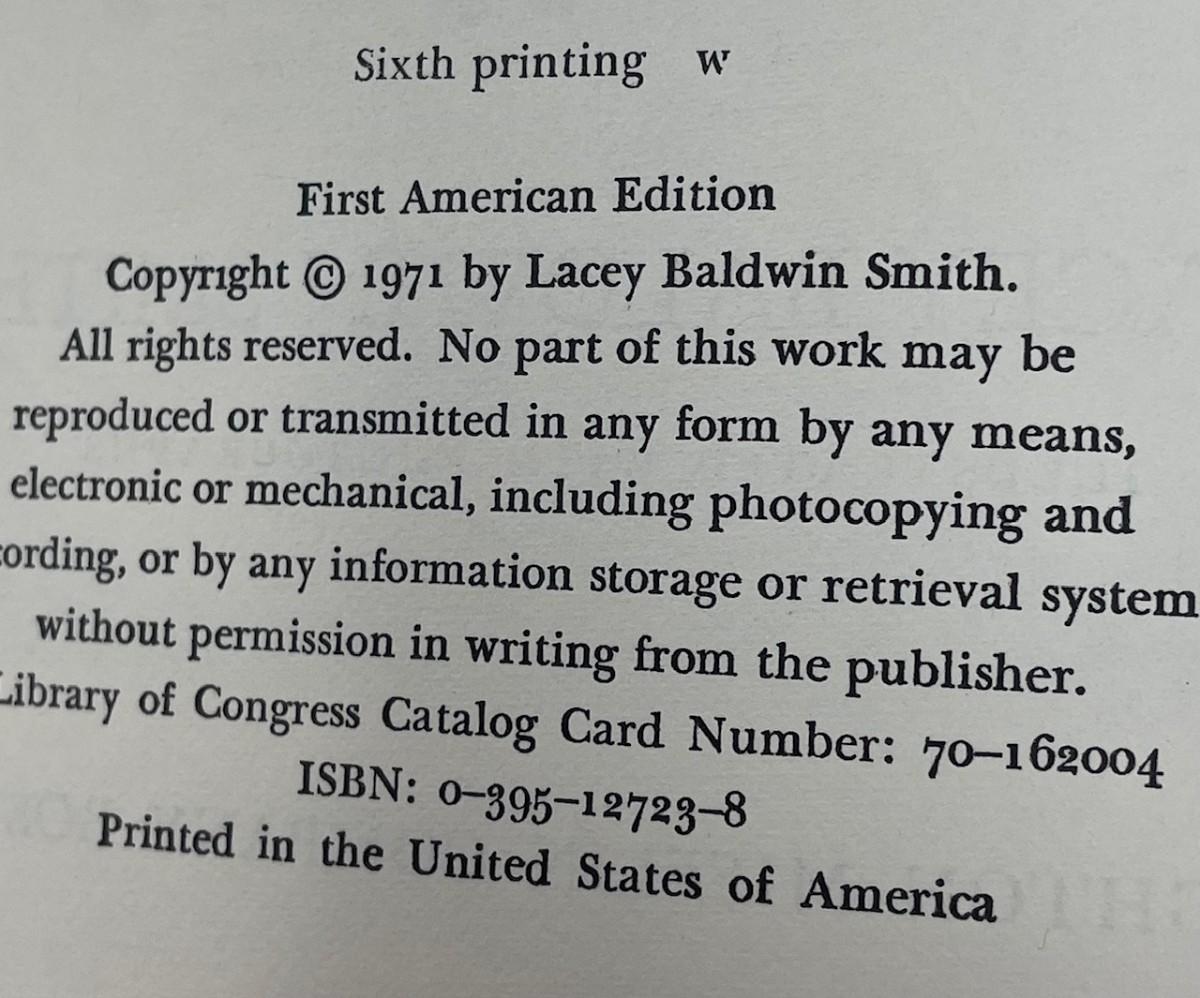 Sixth printing w
First American Edition
Copyright © 1971 by Lacey Baldwin Smith.
All rights reserved. No part of this work may be
reproduced or transmitted in any form by any means,
electronic or mechanical, including photocopying and
cording, or by any information storage or retrieval system
without permission in writing from the publisher.
Library of Congress Catalog Card Number: 70–162004
ISBN: 0–395–12723–8
Printed in the United States of America